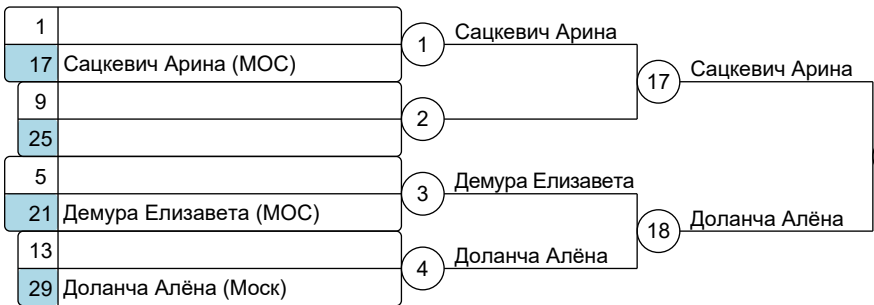 1
17 Сацкевич Арина (МОС)
9
25
5
21 Демура Елизавета (МОС)
13
29 Доланча Алёна (Моск)
1 Сацкевич Арина
2
3 Демура Елизавета
4 Доланча Алёна
17 Сацкевич Арина
18 Доланча Алёна